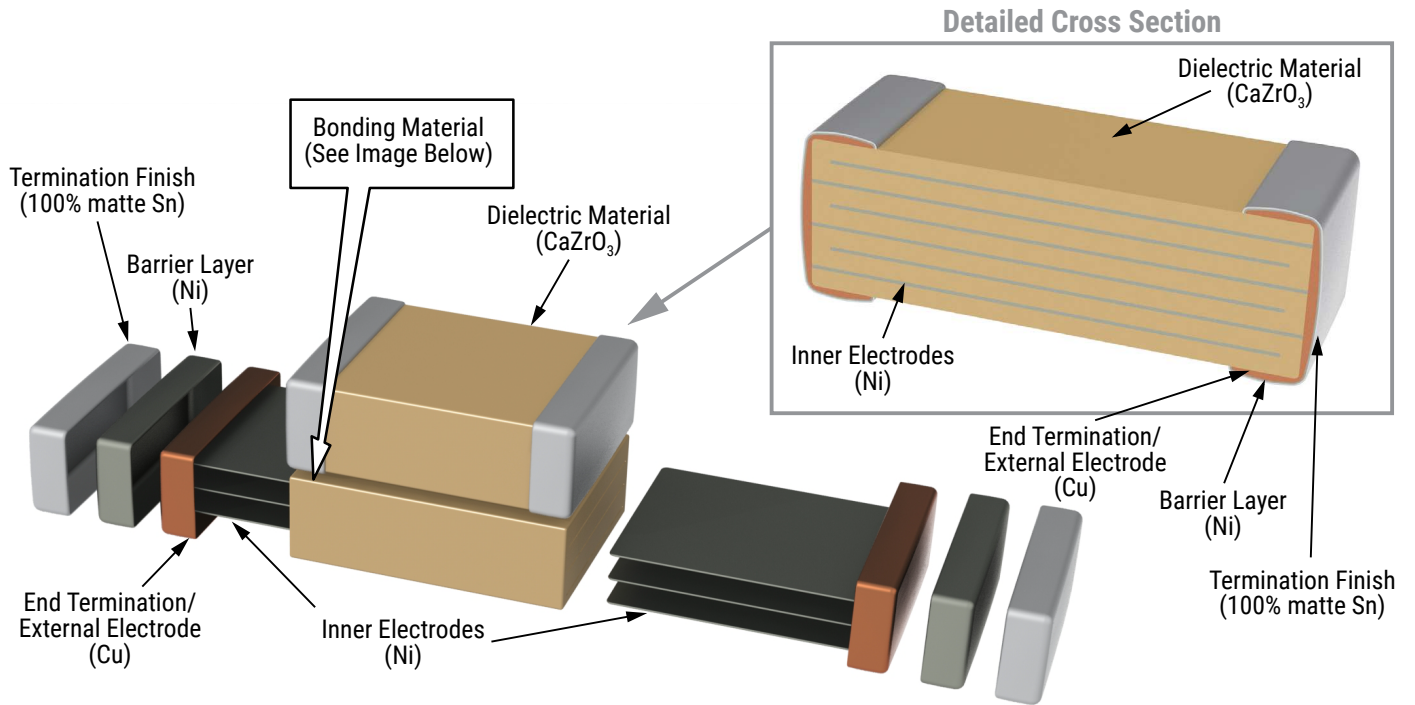 Detailed Cross Section
Dielectric Material
(CaZrO₃)
Bonding Material
(See Image Below)
Termination Finish
(100% matte Sn)
Dielectric Material
(CaZrO₃)
Barrier Layer
(Ni)
Inner Electrodes
(Ni)
End Termination/
External Electrode
(Cu)
Barrier Layer
(Ni)
Termination Finish
(100% matte Sn)
End Termination/
External Electrode
(Cu)
Inner Electrodes
(Ni)